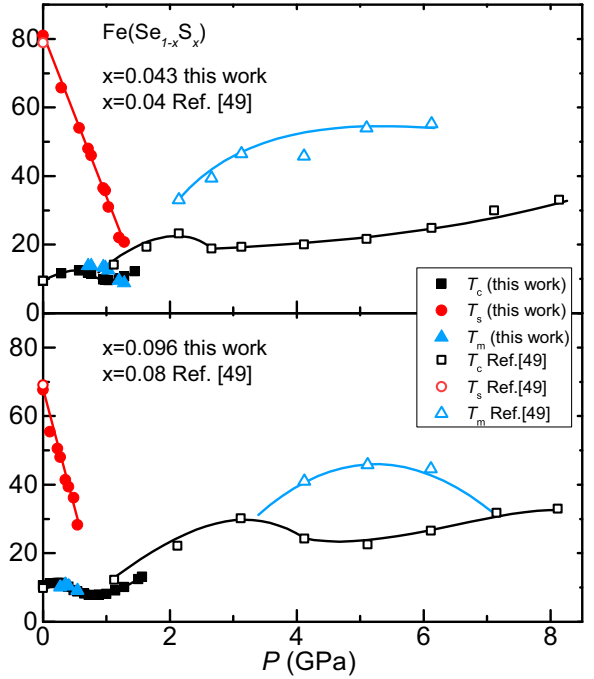 Fe(Se1-xSx)
x=0.043 this work
x=0.04 Ref. [49]
80
60
40
20
0
Tc (this work)
Ts (this work)
Tm (this work)
Tc Ref.[49]
Ts Ref.[49]
Tm Ref.[49]
x=0.096 this work
x=0.08 Ref. [49]
80
60
40
20
0
0 2 4 6 8
P (GPa)